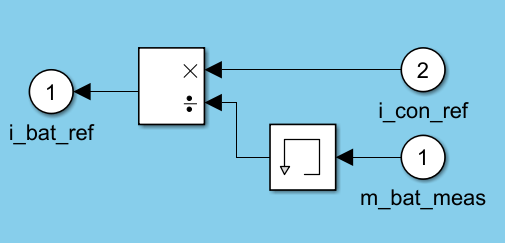 2
×
1
i_con_ref
÷
i_bat_ref
1
m_bat_meas